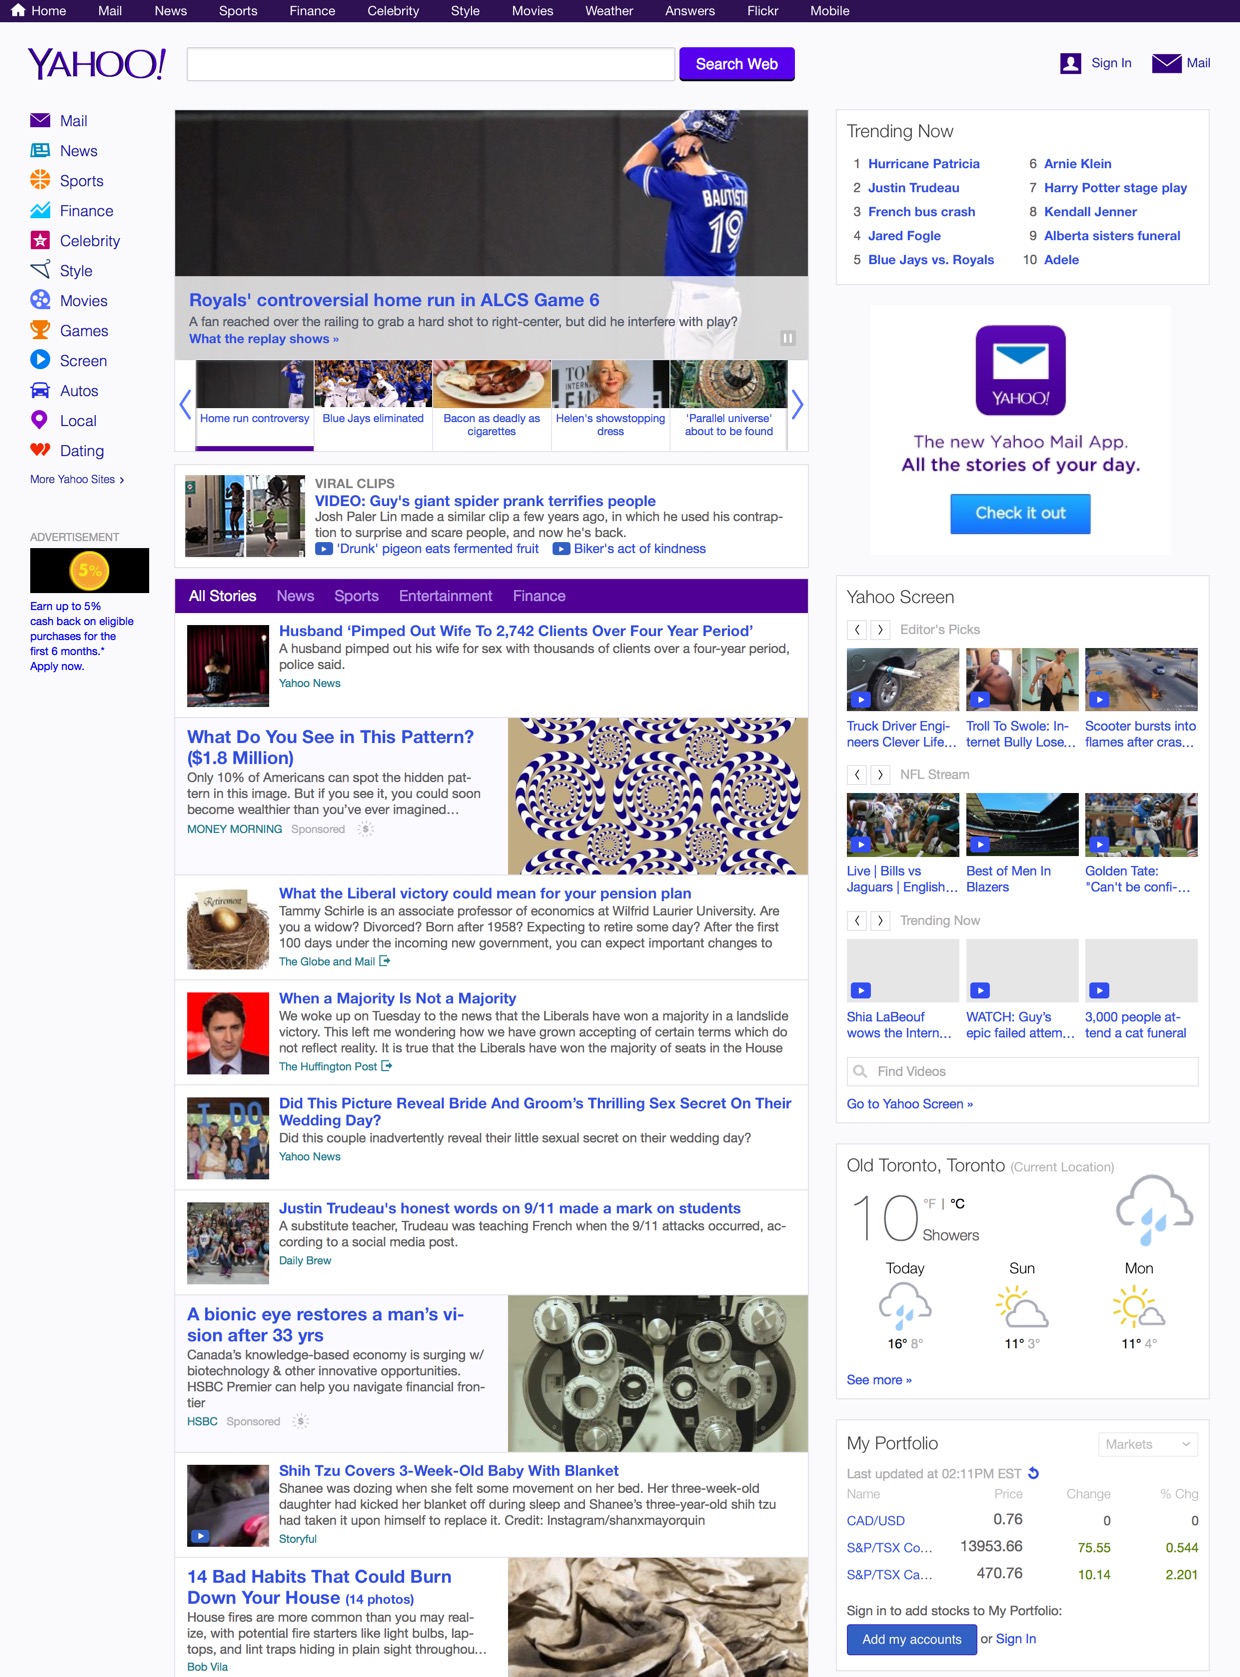 Home Mail News Sports Finance Celebrity Style Movies Weather Answers Flickr Mobile
YAHOO!
Search Web
Sign In Mail
Mail
News
Sports
Finance
Celebrity
Style
Movies
Games
Screen
Autos
Local
Dating
More Yahoo Sites ›
ADVERTISEMENT
5%
Earn up to 5%
cash back on eligible
purchases for the
first 6 months.*
Apply now.
BAUTISTA
19
Royals' controversial home run in ALCS Game 6
A fan reached over the railing to grab a hard shot to right-center, but did he interfere with play?
What the replay shows »
Home run controversy
Blue Jays eliminated
Bacon as deadly as
cigarettes
Helen's showstopping
dress
'Parallel universe'
about to be found
VIRAL CLIPS
VIDEO: Guy's giant spider prank terrifies people
Josh Paler Lin made a similar clip a few years ago, in which he used his contrap-
tion to surprise and scare people, and now he's back.
'Drunk' pigeon eats fermented fruit Biker's act of kindness
All Stories News Sports Entertainment Finance
Husband ‘Pimped Out Wife To 2,742 Clients Over Four Year Period’
A husband pimped out his wife for sex with thousands of clients over a four-year period,
police said.
Yahoo News
What Do You See in This Pattern?
($1.8 Million)
Only 10% of Americans can spot the hidden pat-
tern in this image. But if you see it, you could soon
become wealthier than you’ve ever imagined…
MONEY MORNING Sponsored $
Retirement
What the Liberal victory could mean for your pension plan
Tammy Schirle is an associate professor of economics at Wilfrid Laurier University. Are
you a widow? Divorced? Born after 1958? Expecting to retire some day? After the first
100 days under the incoming new government, you can expect important changes to
The Globe and Mail
When a Majority Is Not a Majority
We woke up on Tuesday to the news that the Liberals have won a majority in a landslide
victory. This left me wondering how we have grown accepting of certain terms which do
not reflect reality. It is true that the Liberals have won the majority of seats in the House
The Huffington Post
I DO
Did This Picture Reveal Bride And Groom’s Thrilling Sex Secret On Their
Wedding Day?
Did this couple inadvertently reveal their little sexual secret on their wedding day?
Yahoo News
Justin Trudeau's honest words on 9/11 made a mark on students
A substitute teacher, Trudeau was teaching French when the 9/11 attacks occurred, ac-
cording to a social media post.
Daily Brew
A bionic eye restores a man’s vi-
sion after 33 yrs
Canada’s knowledge-based economy is surging w/
biotechnology & other innovative opportunities.
HSBC Premier can help you navigate financial fron-
tier
HSBC Sponsored $
Shih Tzu Covers 3-Week-Old Baby With Blanket
Shanee was dozing when she felt some movement on her bed. Her three-week-old
daughter had kicked her blanket off during sleep and Shanee’s three-year-old shih tzu
had taken it upon himself to replace it. Credit: Instagram/shanxmayorquin
Storyful
14 Bad Habits That Could Burn
Down Your House (14 photos)
House fires are more common than you may real-
ize, with potential fire starters like light bulbs, lap-
tops, and lint traps hiding in plain sight throughou…
Bob Vila
Trending Now
1 Hurricane Patricia
2 Justin Trudeau
3 French bus crash
4 Jared Fogle
5 Blue Jays vs. Royals
6 Arnie Klein
7 Harry Potter stage play
8 Kendall Jenner
9 Alberta sisters funeral
10 Adele
YAHOO!
The new Yahoo Mail App.
All the stories of your day.
Check it out
Yahoo Screen
Editor's Picks
Truck Driver Engi-
neers Clever Life…
Troll To Swole: In-
ternet Bully Lose…
Scooter bursts into
flames after cras…
NFL Stream
Live | Bills vs
Jaguars | English…
Best of Men In
Blazers
Golden Tate:
"Can't be confi-…
Trending Now
Shia LaBeouf
wows the Intern…
WATCH: Guy's
epic failed attem…
3,000 people at-
tend a cat funeral
Find Videos
Go to Yahoo Screen »
Old Toronto, Toronto (Current Location)
10 °F | °C
Showers
Today Sun Mon
16° 8° 11° 3° 11° 4°
See more »
My Portfolio Markets
Last updated at 02:11PM EST
Name Price Change % Chg
CAD/USD 0.76 0 0
S&P/TSX Co… 13953.66 75.55 0.544
S&P/TSX Ca… 470.76 10.14 2.201
Sign in to add stocks to My Portfolio:
Add my accounts or Sign In